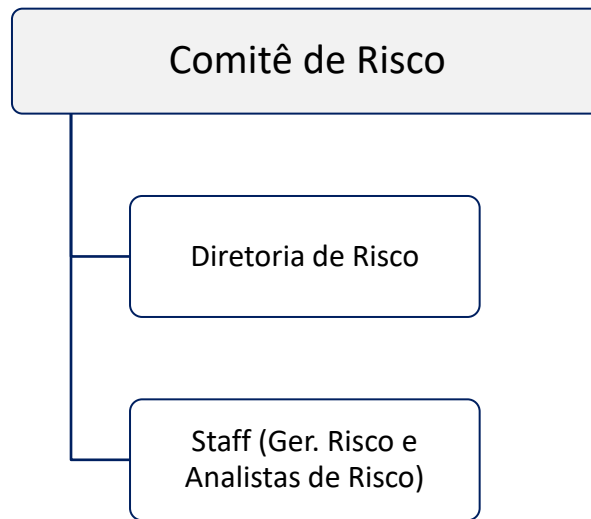 Comitê de Risco
Diretoria de Risco
Staff (Ger. Risco e
Analistas de Risco)